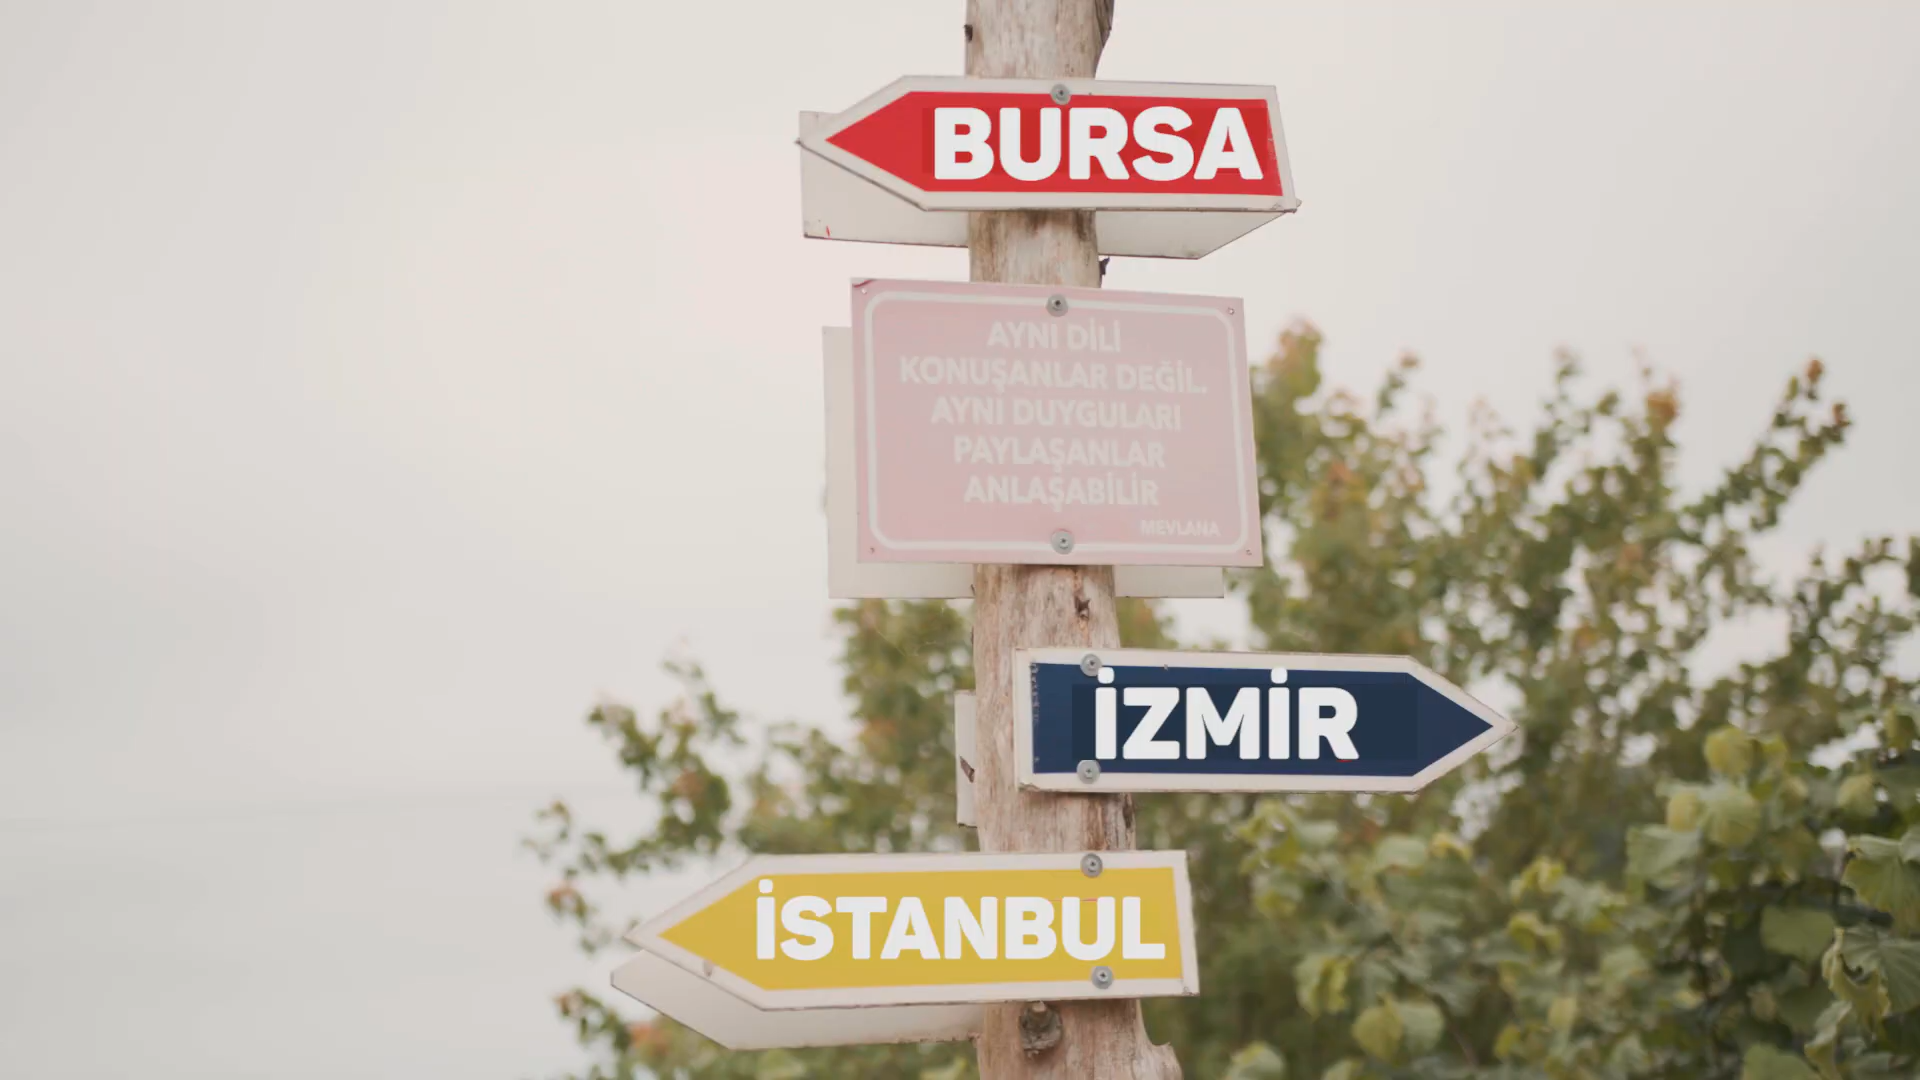 BURSA
AYNI DİLİ
KONUŞANLAR DEĞİL.
AYNI DUYGULARI
PAYLAŞANLAR
ANLAŞABİLİR
MEVLANA
İZMİR
İSTANBUL